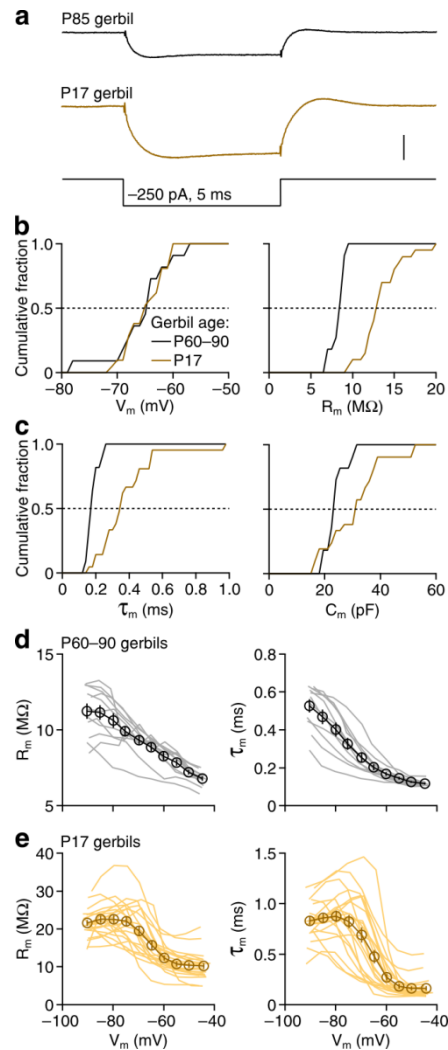 a
P85 gerbil
P17 gerbil
−250 pA, 5 ms
b
Cumulative fraction
1.0
0.5
0
Gerbil age:
P60–90
P17
−80 −70 −60 −50
Vm (mV)
0 5 10 15 20
Rm (MΩ)
c
Cumulative fraction
1.0
0.5
0
0 0.2 0.6 1.0
τm (ms)
0 20 40 60
Cm (pF)
d
P60–90 gerbils
Rm (MΩ)
15
10
5
τm (ms)
0.8
0.6
0.4
0.2
0
e
P17 gerbils
Rm (MΩ)
40
30
20
10
0
−100 −80 −60 −40
Vm (mV)
τm (ms)
1.5
1.0
0.5
0
−100 −80 −60 −40
Vm (mV)